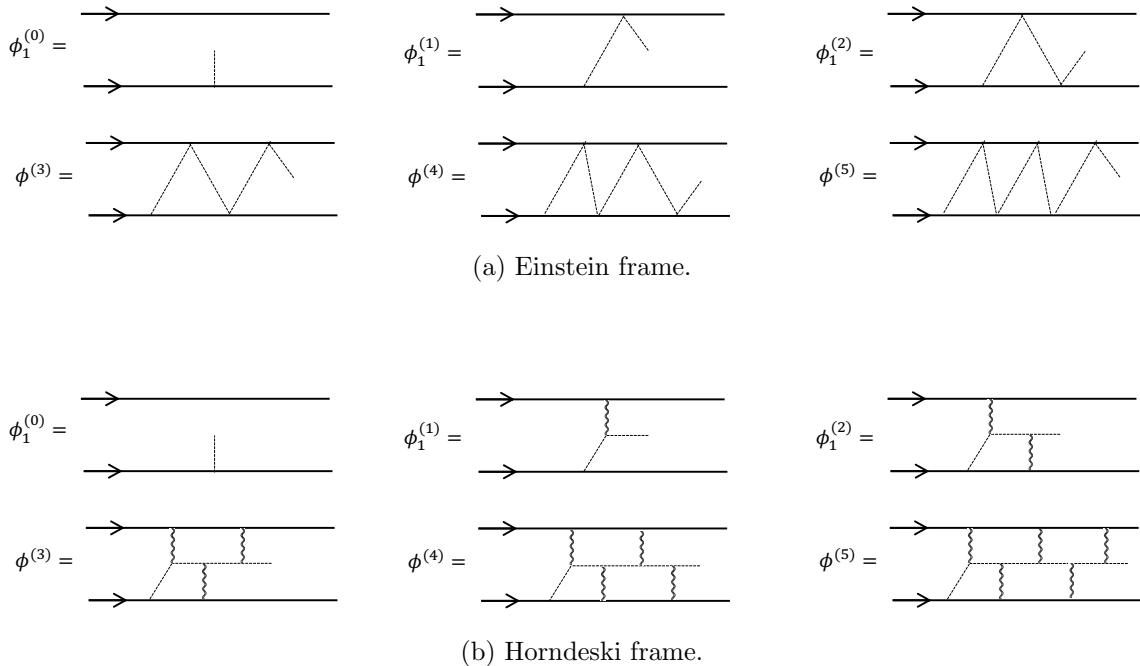 ϕ₁⁽⁰⁾ = ϕ₁⁽¹⁾ = ϕ₁⁽²⁾ =
ϕ⁽³⁾ = ϕ⁽⁴⁾ = ϕ⁽⁵⁾ =
(a) Einstein frame.
ϕ₁⁽⁰⁾ = ϕ₁⁽¹⁾ = ϕ₁⁽²⁾ =
ϕ⁽³⁾ = ϕ⁽⁴⁾ = ϕ⁽⁵⁾ =
(b) Horndeski frame.